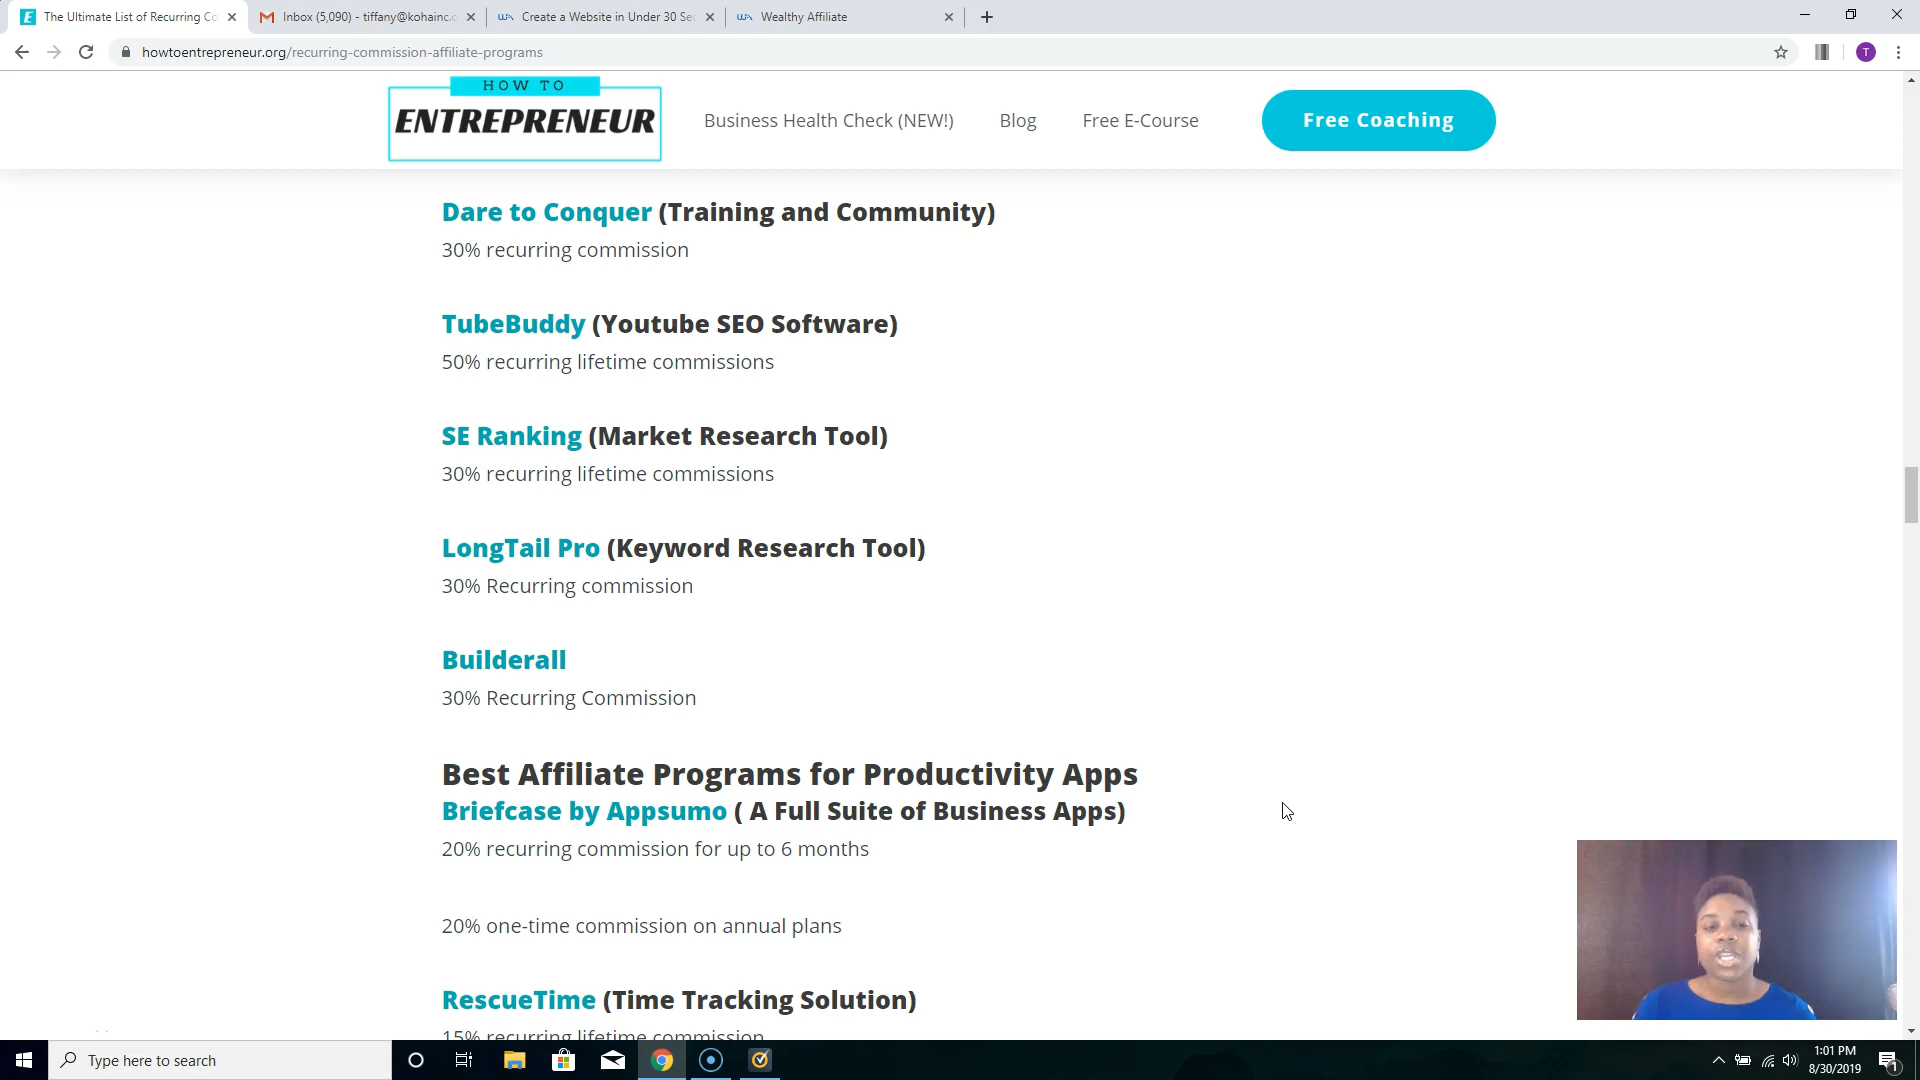 The Ultimate List of Recurring Co
Inbox (5,090) - tiffany@kohainc.c
Create a Website in Under 30 Sec
Wealthy Affiliate
howtoentrepreneur.org/recurring-commission-affiliate-programs
T
HOW TO
ENTREPRENEUR
Business Health Check (NEW!)
Blog
Free E-Course
Free Coaching
Dare to Conquer (Training and Community)
30% recurring commission
TubeBuddy (Youtube SEO Software)
50% recurring lifetime commissions
SE Ranking (Market Research Tool)
30% recurring lifetime commissions
LongTail Pro (Keyword Research Tool)
30% Recurring commission
Builderall
30% Recurring Commission
Best Affiliate Programs for Productivity Apps
Briefcase by Appsumo ( A Full Suite of Business Apps)
20% recurring commission for up to 6 months
20% one-time commission on annual plans
RescueTime (Time Tracking Solution)
15% recurring lifetime commission
Type here to search
1:01 PM
8/30/2019
1